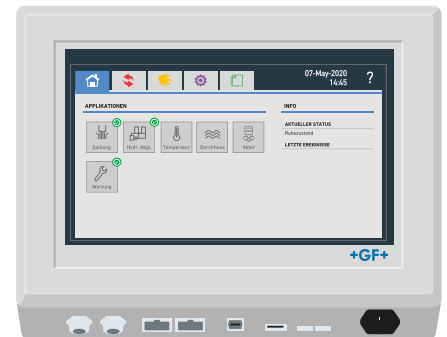 07-May-2020
14:45
?
APPLIKATIONEN
INFO
Spülung
Hydr. Abgl.
Temperatur
Durchfluss
Aktor
Wartung
AKTUELLER STATUS
Ruhezustand
LETZTE EREIGNISSE
+GF+